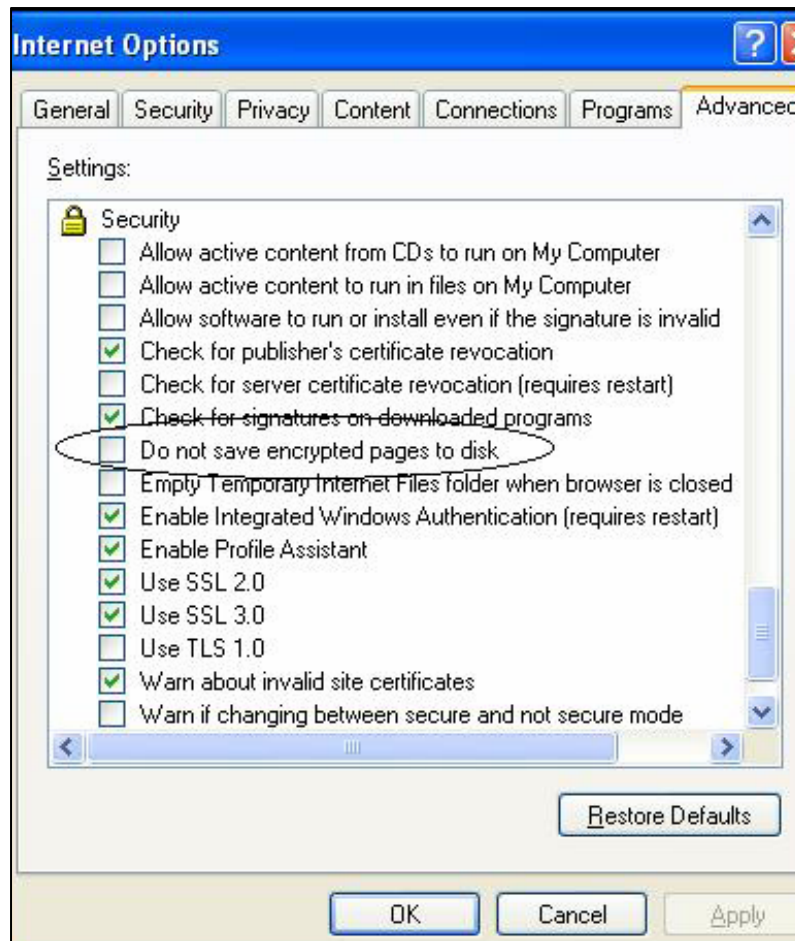 Internet Options
General Security Privacy Content Connections Programs Advanced
Settings:
Security
Allow active content from CDs to run on My Computer
Allow active content to run in files on My Computer
Allow software to run or install even if the signature is invalid
Check for publisher's certificate revocation
Check for server certificate revocation (requires restart)
Check for signatures on downloaded programs
Do not save encrypted pages to disk
Empty Temporary Internet Files folder when browser is closed
Enable Integrated Windows Authentication (requires restart)
Enable Profile Assistant
Use SSL 2.0
Use SSL 3.0
Use TLS 1.0
Warn about invalid site certificates
Warn if changing between secure and not secure mode
Restore Defaults
OK Cancel Apply